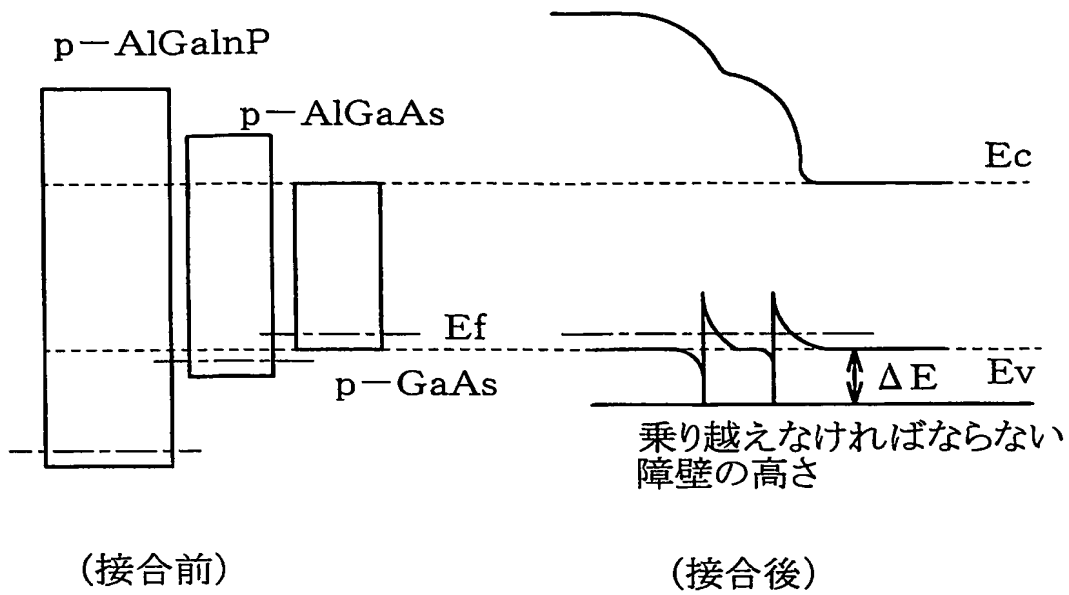 p－AlGaInP
p－AlGaAs
Ec
Ef
p－GaAs
ΔE
Ev
乗り越えなければならない
障壁の高さ
(接合前)
(接合後)